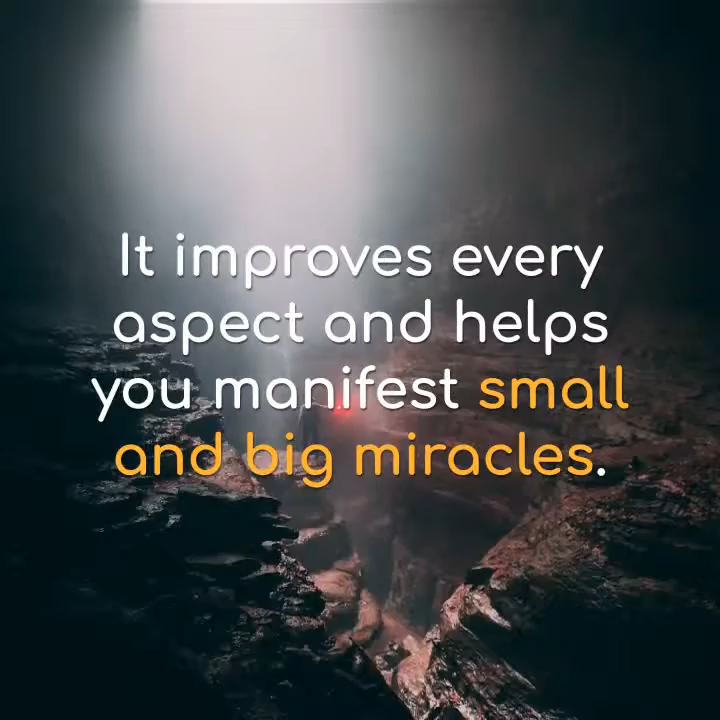 It improves every
aspect and helps
you manifest small
and big miracles.